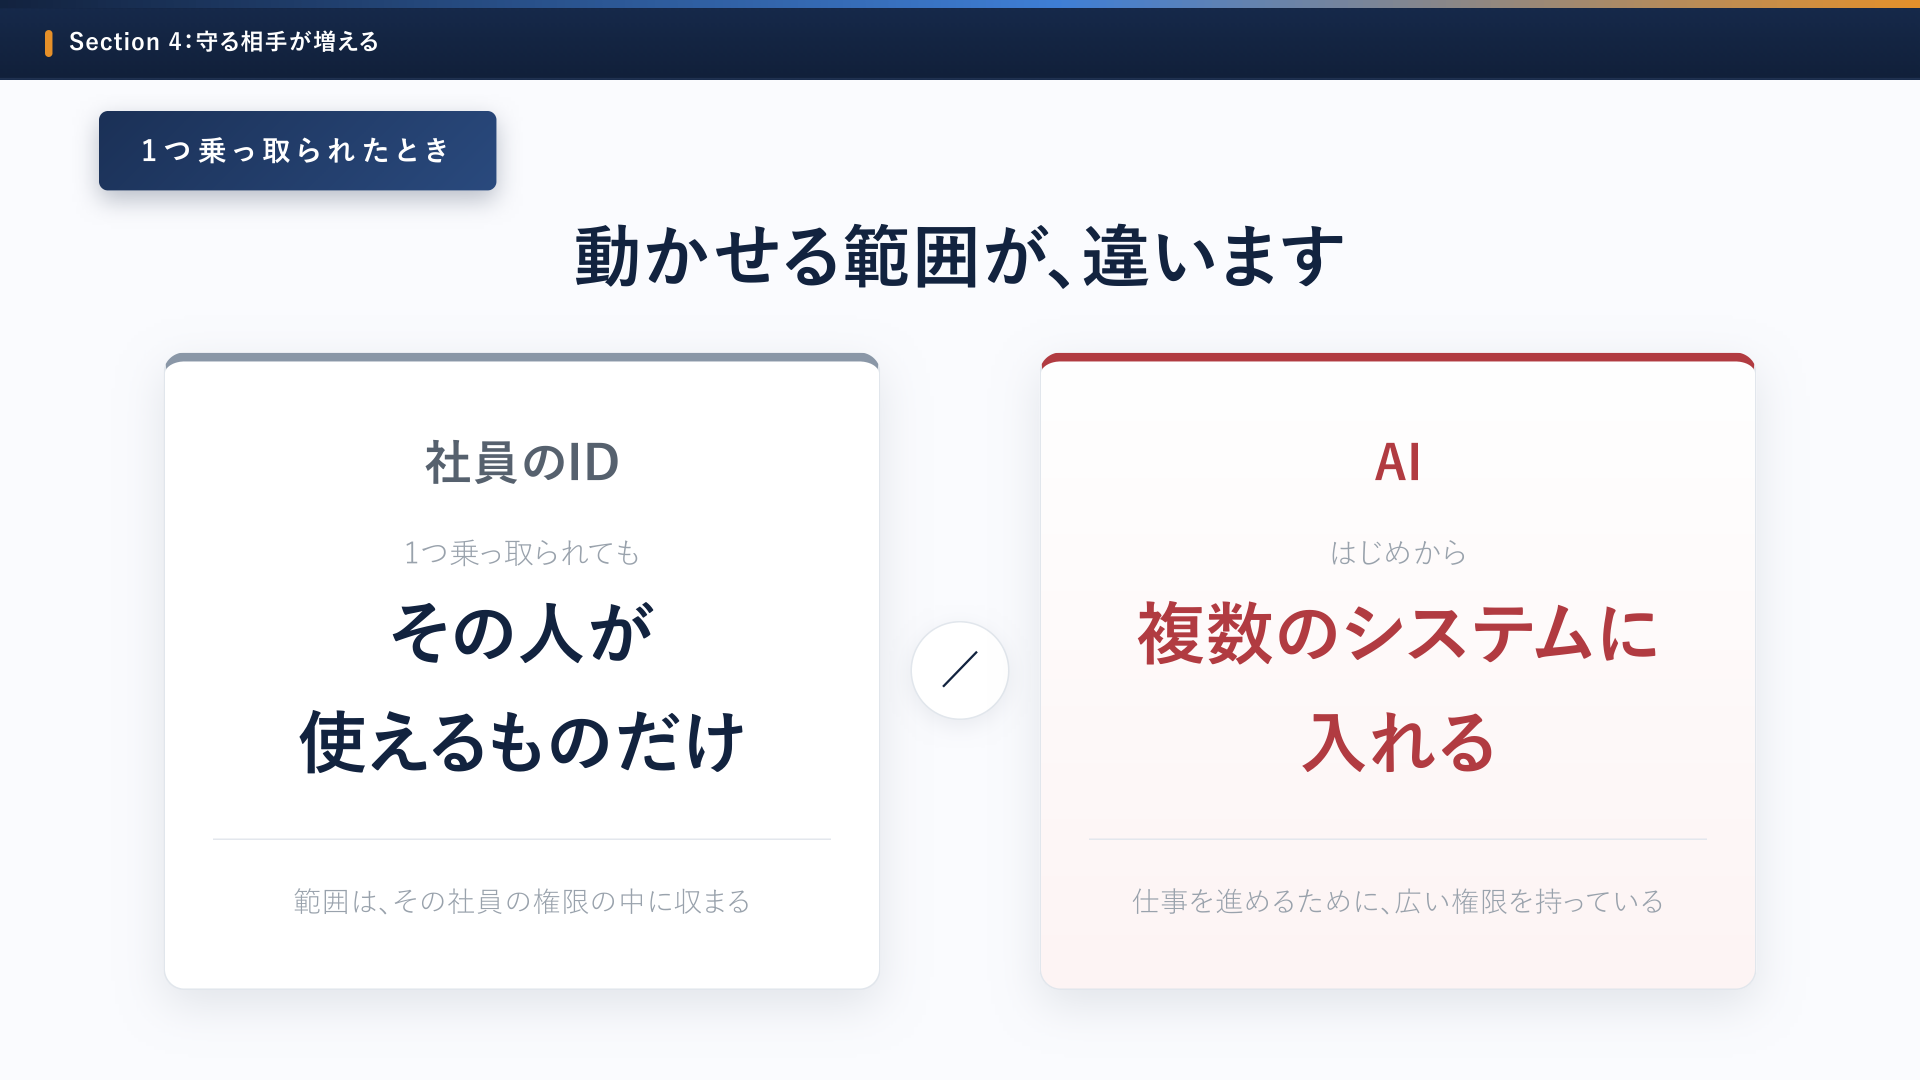 Section 4：守る相手が増える
1つ乗っ取られたとき
動かせる範囲が、違います
社員のID
1つ乗っ取られても
その人が
使えるものだけ
範囲は、その社員の権限の中に収まる
／
AI
はじめから
複数のシステムに
入れる
仕事を進めるために、広い権限を持っている